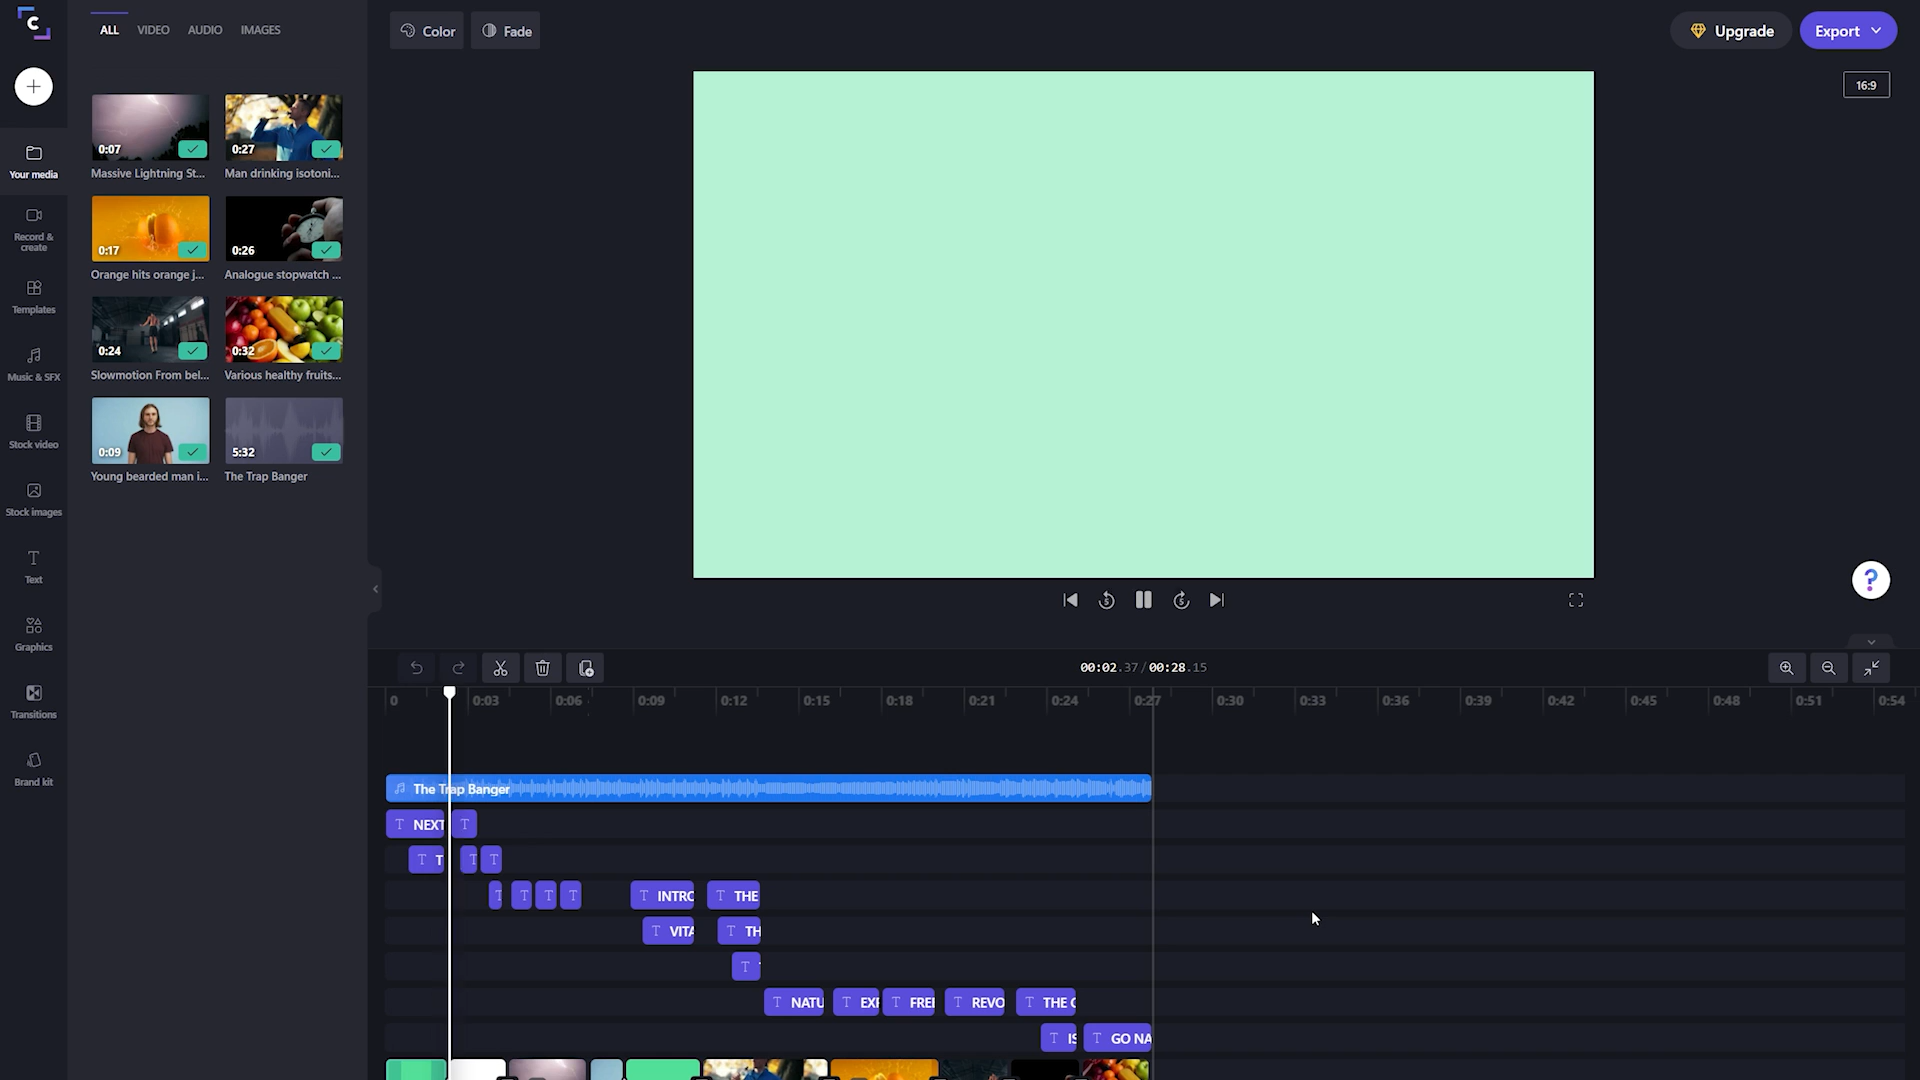 C
ALL VIDEO AUDIO IMAGES
Color Fade
Upgrade Export
16:9
0:07 0:27
Massive Lightning St... Man drinking isotoni...
0:17 0:26
Orange hits orange j... Analogue stopwatch ...
0:24 0:32
Slowmotion From bel... Various healthy fruits...
0:09 5:32
Young bearded man i... The Trap Banger
Your media
Record &
create
Templates
Music & SFX
Stock video
Stock images
Text
Graphics
Transitions
Brand kit
5 5
?
00:02.37/00:28.15
0 0:03 0:06 0:09 0:12 0:15 0:18 0:21 0:24 0:27 0:30 0:33 0:36 0:39 0:42 0:45 0:48 0:51 0:54
The Trap Banger
T NEXT T
T T T T
T T T T T INTRO T THE
T VITA T TH
T
T NATU T EXP T FREE T REVO T THE C
T IS T GO NA